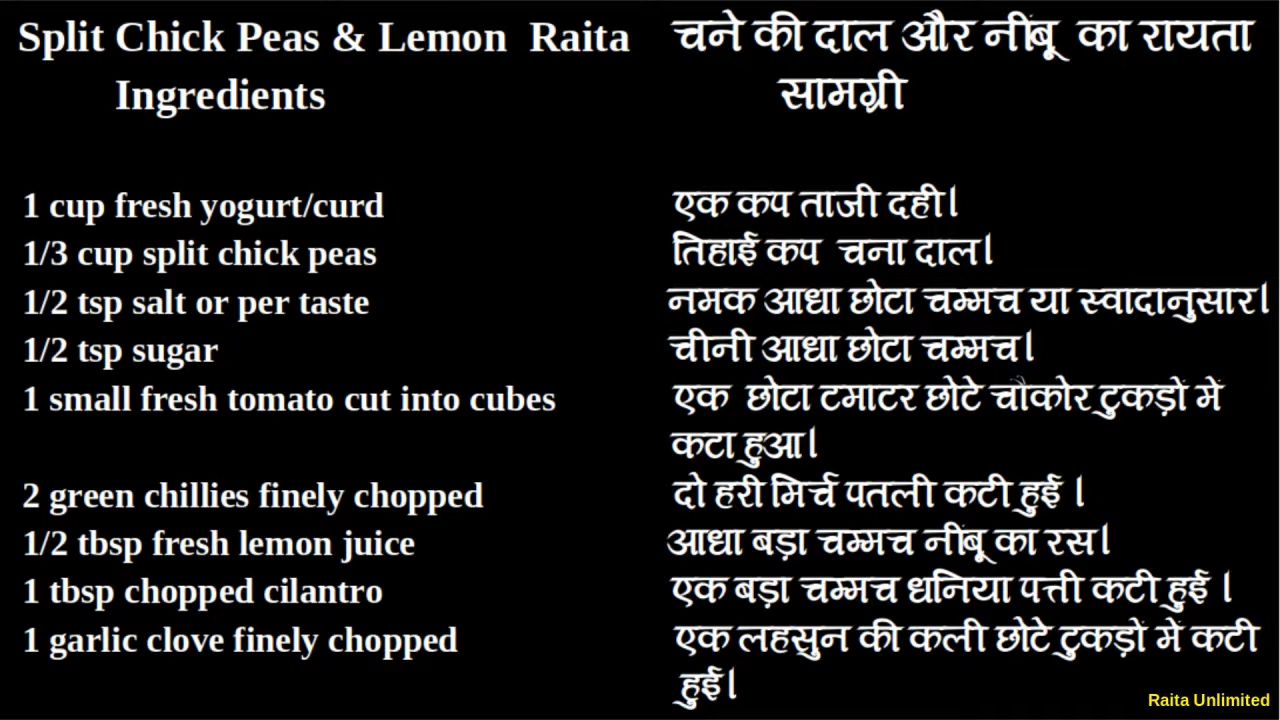 Split Chick Peas & Lemon Raita
Ingredients
1 cup fresh yogurt/curd
1/3 cup split chick peas
1/2 tsp salt or per taste
1/2 tsp sugar
1 small fresh tomato cut into cubes
2 green chillies finely chopped
1/2 tbsp fresh lemon juice
1 tbsp chopped cilantro
1 garlic clove finely chopped
चने की दाल और नींबू का रायता
सामग्री
एक कप ताजी दही।
तिहाई कप चना दाल।
नमक आधा छोटा चम्मच या स्वादानुसार।
चीनी आधा छोटा चम्मच।
एक छोटा टमाटर छोटे चौकोर टुकड़ों में
कटा हुआ।
दो हरी मिर्च पतली कटी हुई ।
आधा बड़ा चम्मच नींबू का रस।
एक बड़ा चम्मच धनिया पत्ती कटी हुई ।
एक लहसुन की कली छोटे टुकड़ों में कटी
हुई।
Raita Unlimited